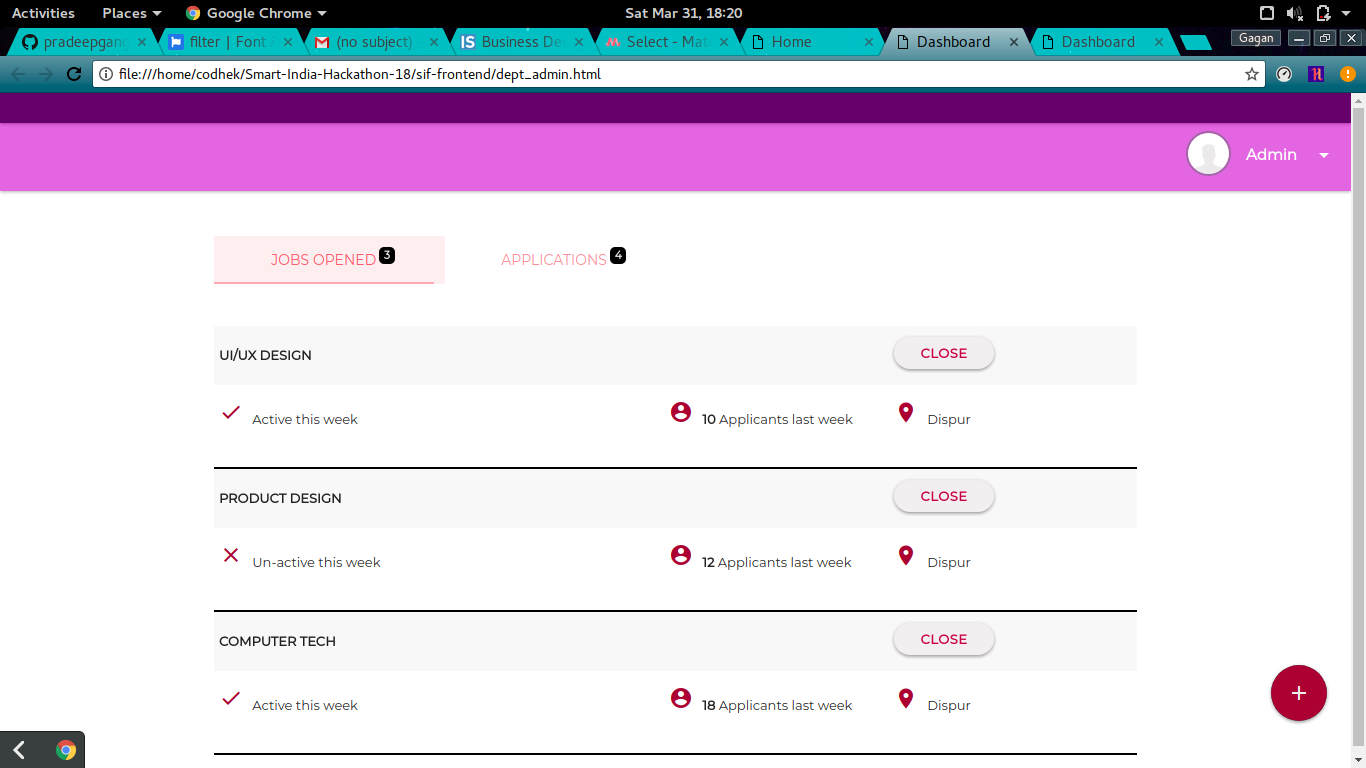 Activities Places Google Chrome Sat Mar 31, 18:20
pradeepgand filter | Font A (no subject) Business De Select - Mate Home Dashboard Dashboard Gagan
file:///home/codhek/Smart-India-Hackathon-18/sif-frontend/dept_admin.html
Admin
JOBS OPENED 3 APPLICATIONS 4
UI/UX DESIGN CLOSE
Active this week 10 Applicants last week Dispur
PRODUCT DESIGN CLOSE
Un-active this week 12 Applicants last week Dispur
COMPUTER TECH CLOSE
Active this week 18 Applicants last week Dispur